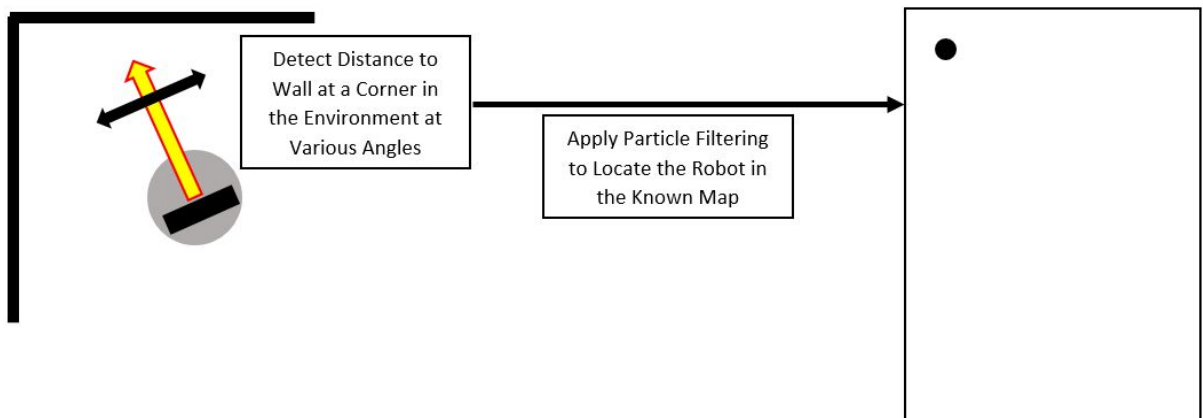 Detect Distance to
Wall at a Corner in
the Environment at
Various Angles
Apply Particle Filtering
to Locate the Robot in
the Known Map